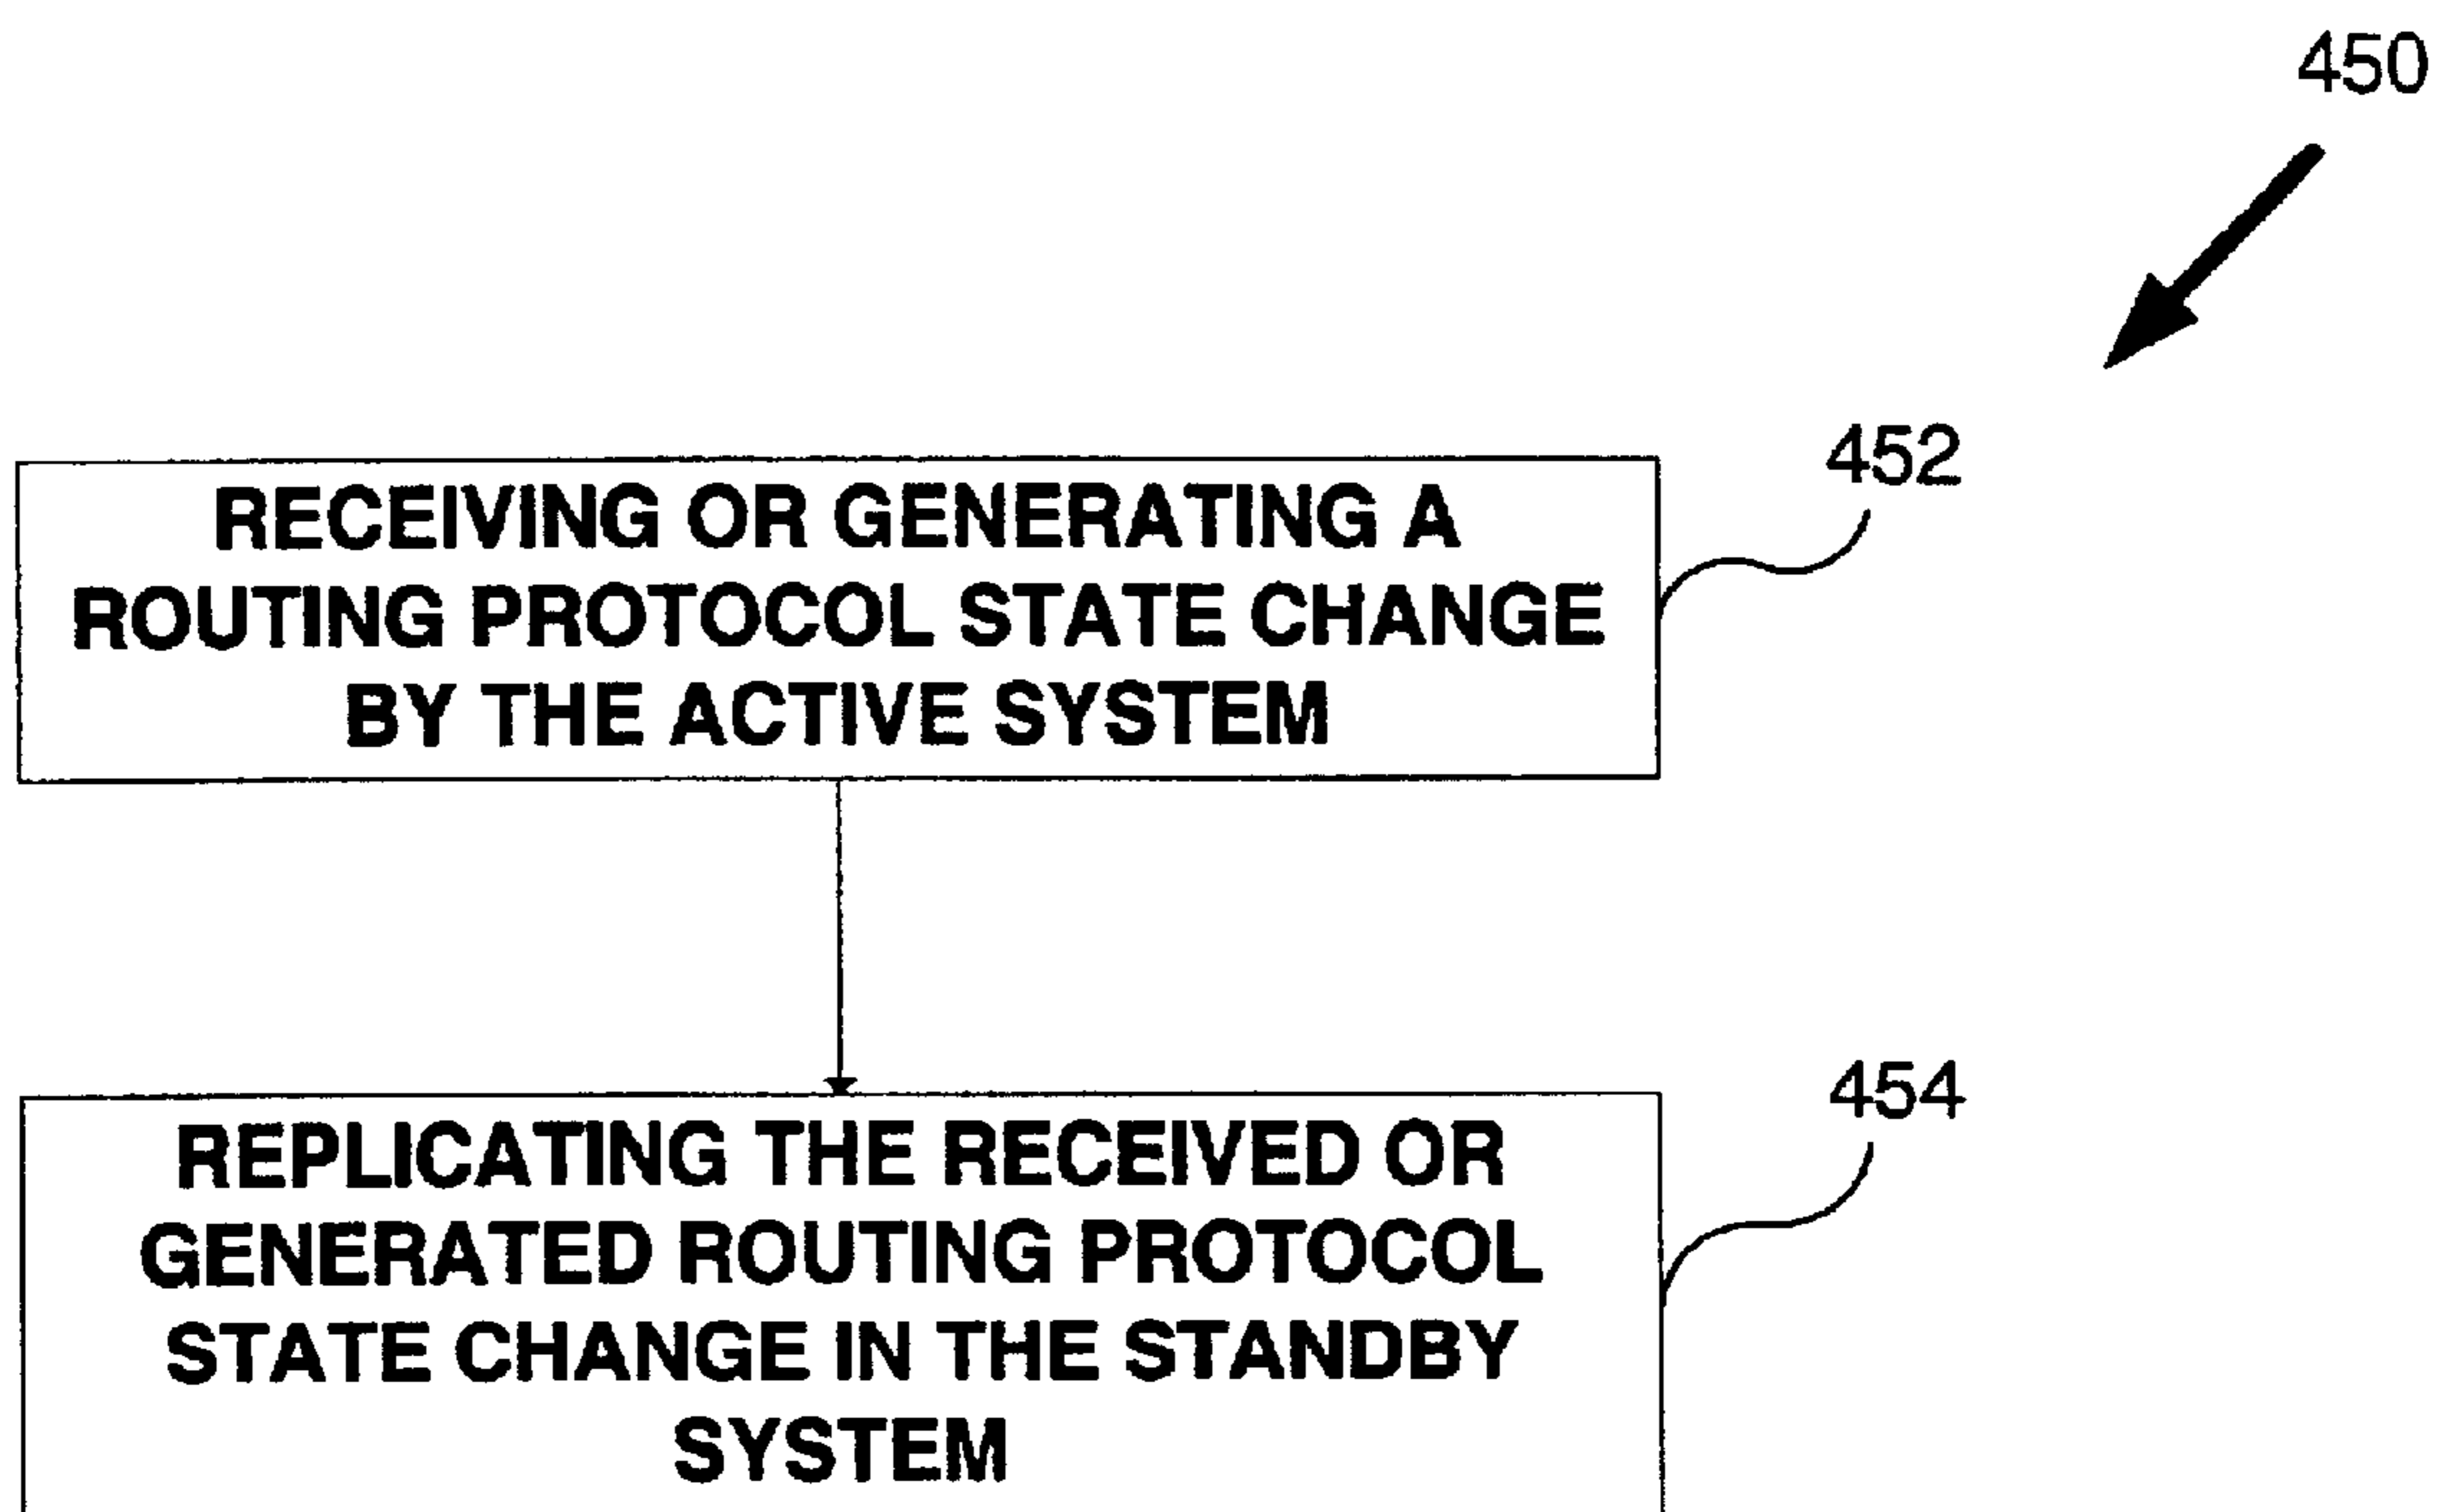 450
452
RECEIVING OR GENERATING A
ROUTING PROTOCOL STATE CHANGE
BY THE ACTIVE SYSTEM
454
REPLICATING THE RECEIVED OR
GENERATED ROUTING PROTOCOL
STATE CHANGE IN THE STANDBY
SYSTEM